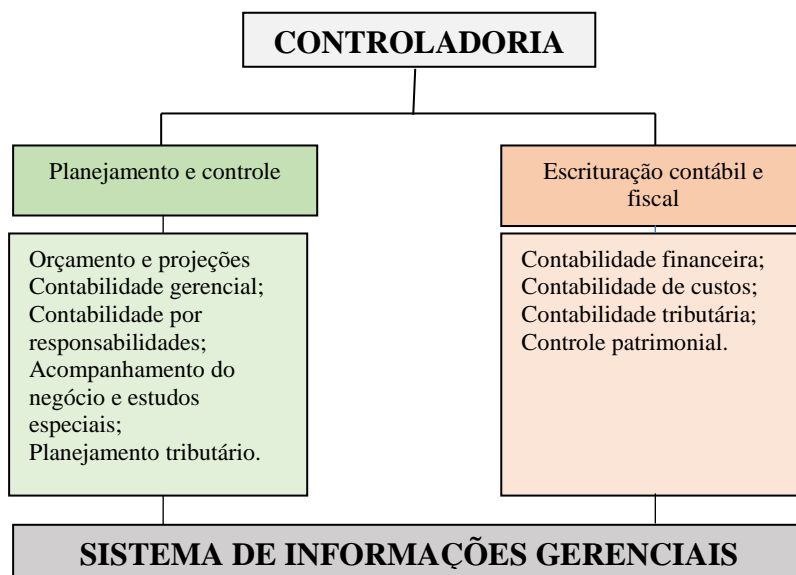 CONTROLADORIA
Planejamento e controle
Escrituração contábil e
fiscal
Orçamento e projeções
Contabilidade gerencial;
Contabilidade por
responsabilidades;
Acompanhamento do
negócio e estudos
especiais;
Planejamento tributário.
Contabilidade financeira;
Contabilidade de custos;
Contabilidade tributária;
Controle patrimonial.
SISTEMA DE INFORMAÇÕES GERENCIAIS